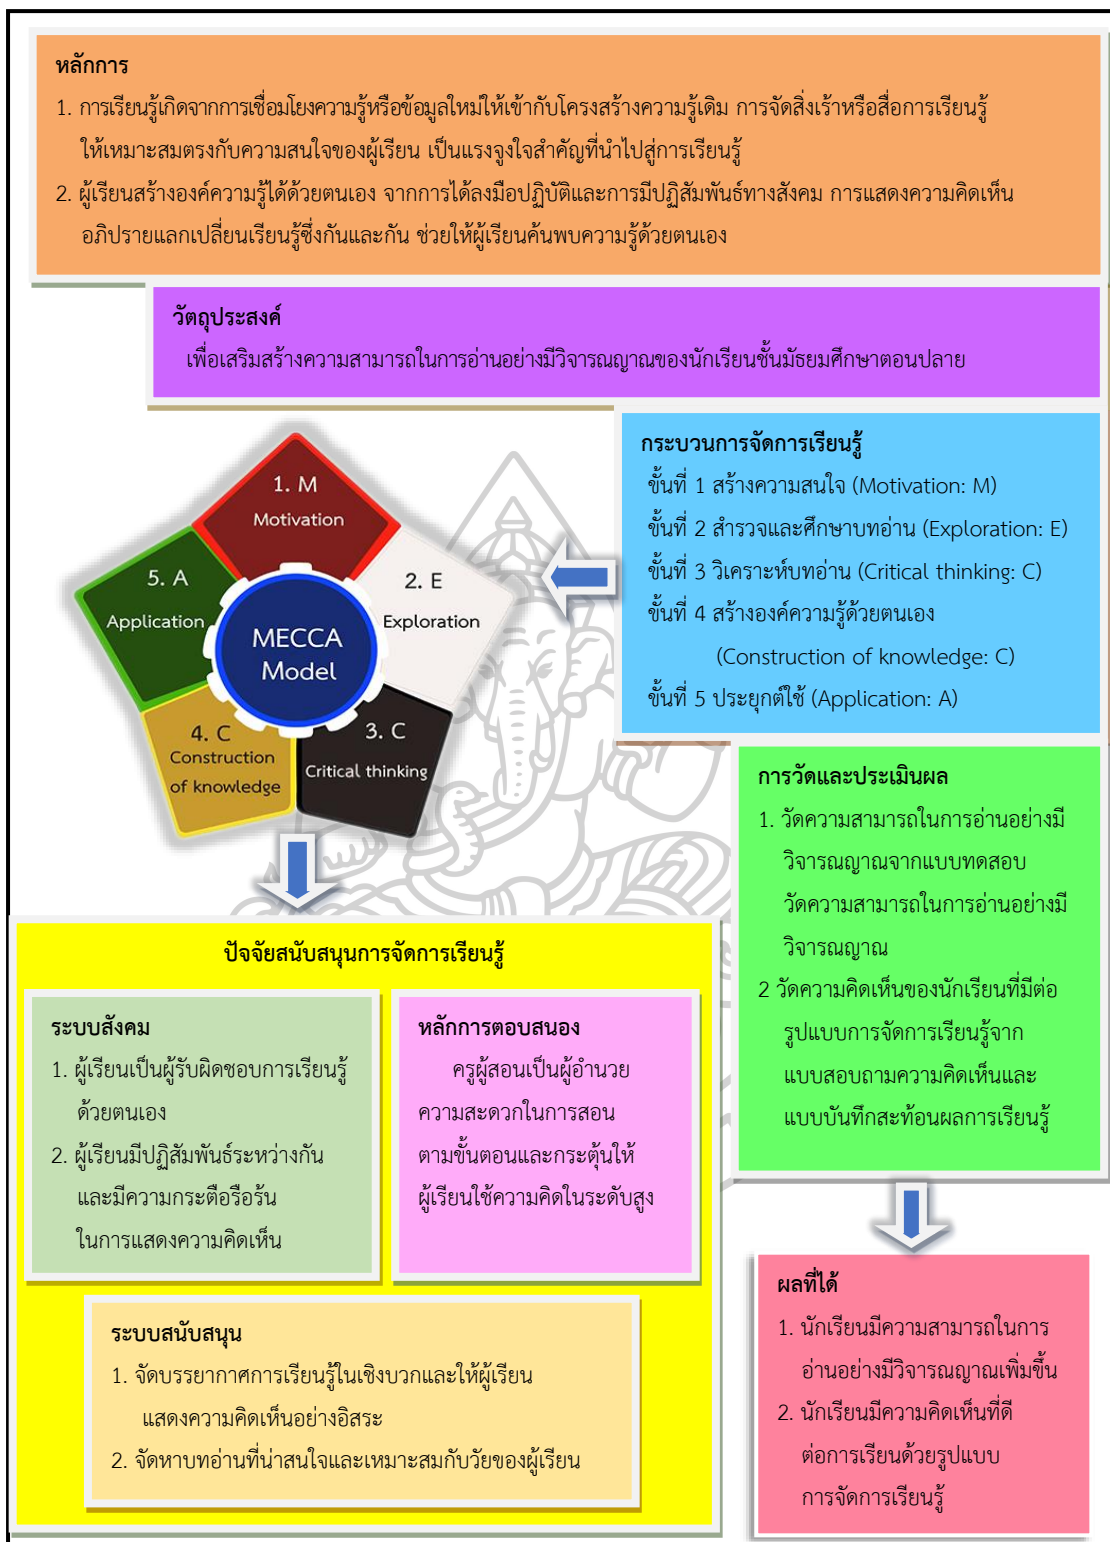 หลักการ
1. การเรียนรู้เกิดจากการเชื่อมโยงความรู้หรือข้อมูลใหม่ให้เข้ากับโครงสร้างความรู้เดิม การจัดสิ่งเร้าหรือสื่อการเรียนรู้
ให้เหมาะสมตรงกับความสนใจของผู้เรียน เป็นแรงจูงใจสำคัญที่นำไปสู่การเรียนรู้
2. ผู้เรียนสร้างองค์ความรู้ได้ด้วยตนเอง จากการได้ลงมือปฏิบัติและการมีปฏิสัมพันธ์ทางสังคม การแสดงความคิดเห็น
อภิปรายแลกเปลี่ยนเรียนรู้ซึ่งกันและกัน ช่วยให้ผู้เรียนค้นพบความรู้ด้วยตนเอง
วัตถุประสงค์
เพื่อเสริมสร้างความสามารถในการอ่านอย่างมีวิจารณญาณของนักเรียนชั้นมัธยมศึกษาตอนปลาย
กระบวนการจัดการเรียนรู้
ขั้นที่ 1 สร้างความสนใจ (Motivation: M)
ขั้นที่ 2 สำรวจและศึกษาบทอ่าน (Exploration: E)
ขั้นที่ 3 วิเคราะห์บทอ่าน (Critical thinking: C)
ขั้นที่ 4 สร้างองค์ความรู้ด้วยตนเอง
(Construction of knowledge: C)
ขั้นที่ 5 ประยุกต์ใช้ (Application: A)
1. M
Motivation
2. E
Exploration
3. C
Critical thinking
4. C
Construction
of knowledge
5. A
Application
MECCA
Model
การวัดและประเมินผล
1. วัดความสามารถในการอ่านอย่างมี
วิจารณญาณจากแบบทดสอบ
วัดความสามารถในการอ่านอย่างมี
วิจารณญาณ
2 วัดความคิดเห็นของนักเรียนที่มีต่อ
รูปแบบการจัดการเรียนรู้จาก
แบบสอบถามความคิดเห็นและ
แบบบันทึกสะท้อนผลการเรียนรู้
ปัจจัยสนับสนุนการจัดการเรียนรู้
ระบบสังคม
1. ผู้เรียนเป็นผู้รับผิดชอบการเรียนรู้
ด้วยตนเอง
2. ผู้เรียนมีปฏิสัมพันธ์ระหว่างกัน
และมีความกระตือรือร้น
ในการแสดงความคิดเห็น
หลักการตอบสนอง
ครูผู้สอนเป็นผู้อำนวย
ความสะดวกในการสอน
ตามขั้นตอนและกระตุ้นให้
ผู้เรียนใช้ความคิดในระดับสูง
ระบบสนับสนุน
1. จัดบรรยากาศการเรียนรู้ในเชิงบวกและให้ผู้เรียน
แสดงความคิดเห็นอย่างอิสระ
2. จัดหาบทอ่านที่น่าสนใจและเหมาะสมกับวัยของผู้เรียน
ผลที่ได้
1. นักเรียนมีความสามารถในการ
อ่านอย่างมีวิจารณญาณเพิ่มขึ้น
2. นักเรียนมีความคิดเห็นที่ดี
ต่อการเรียนด้วยรูปแบบ
การจัดการเรียนรู้